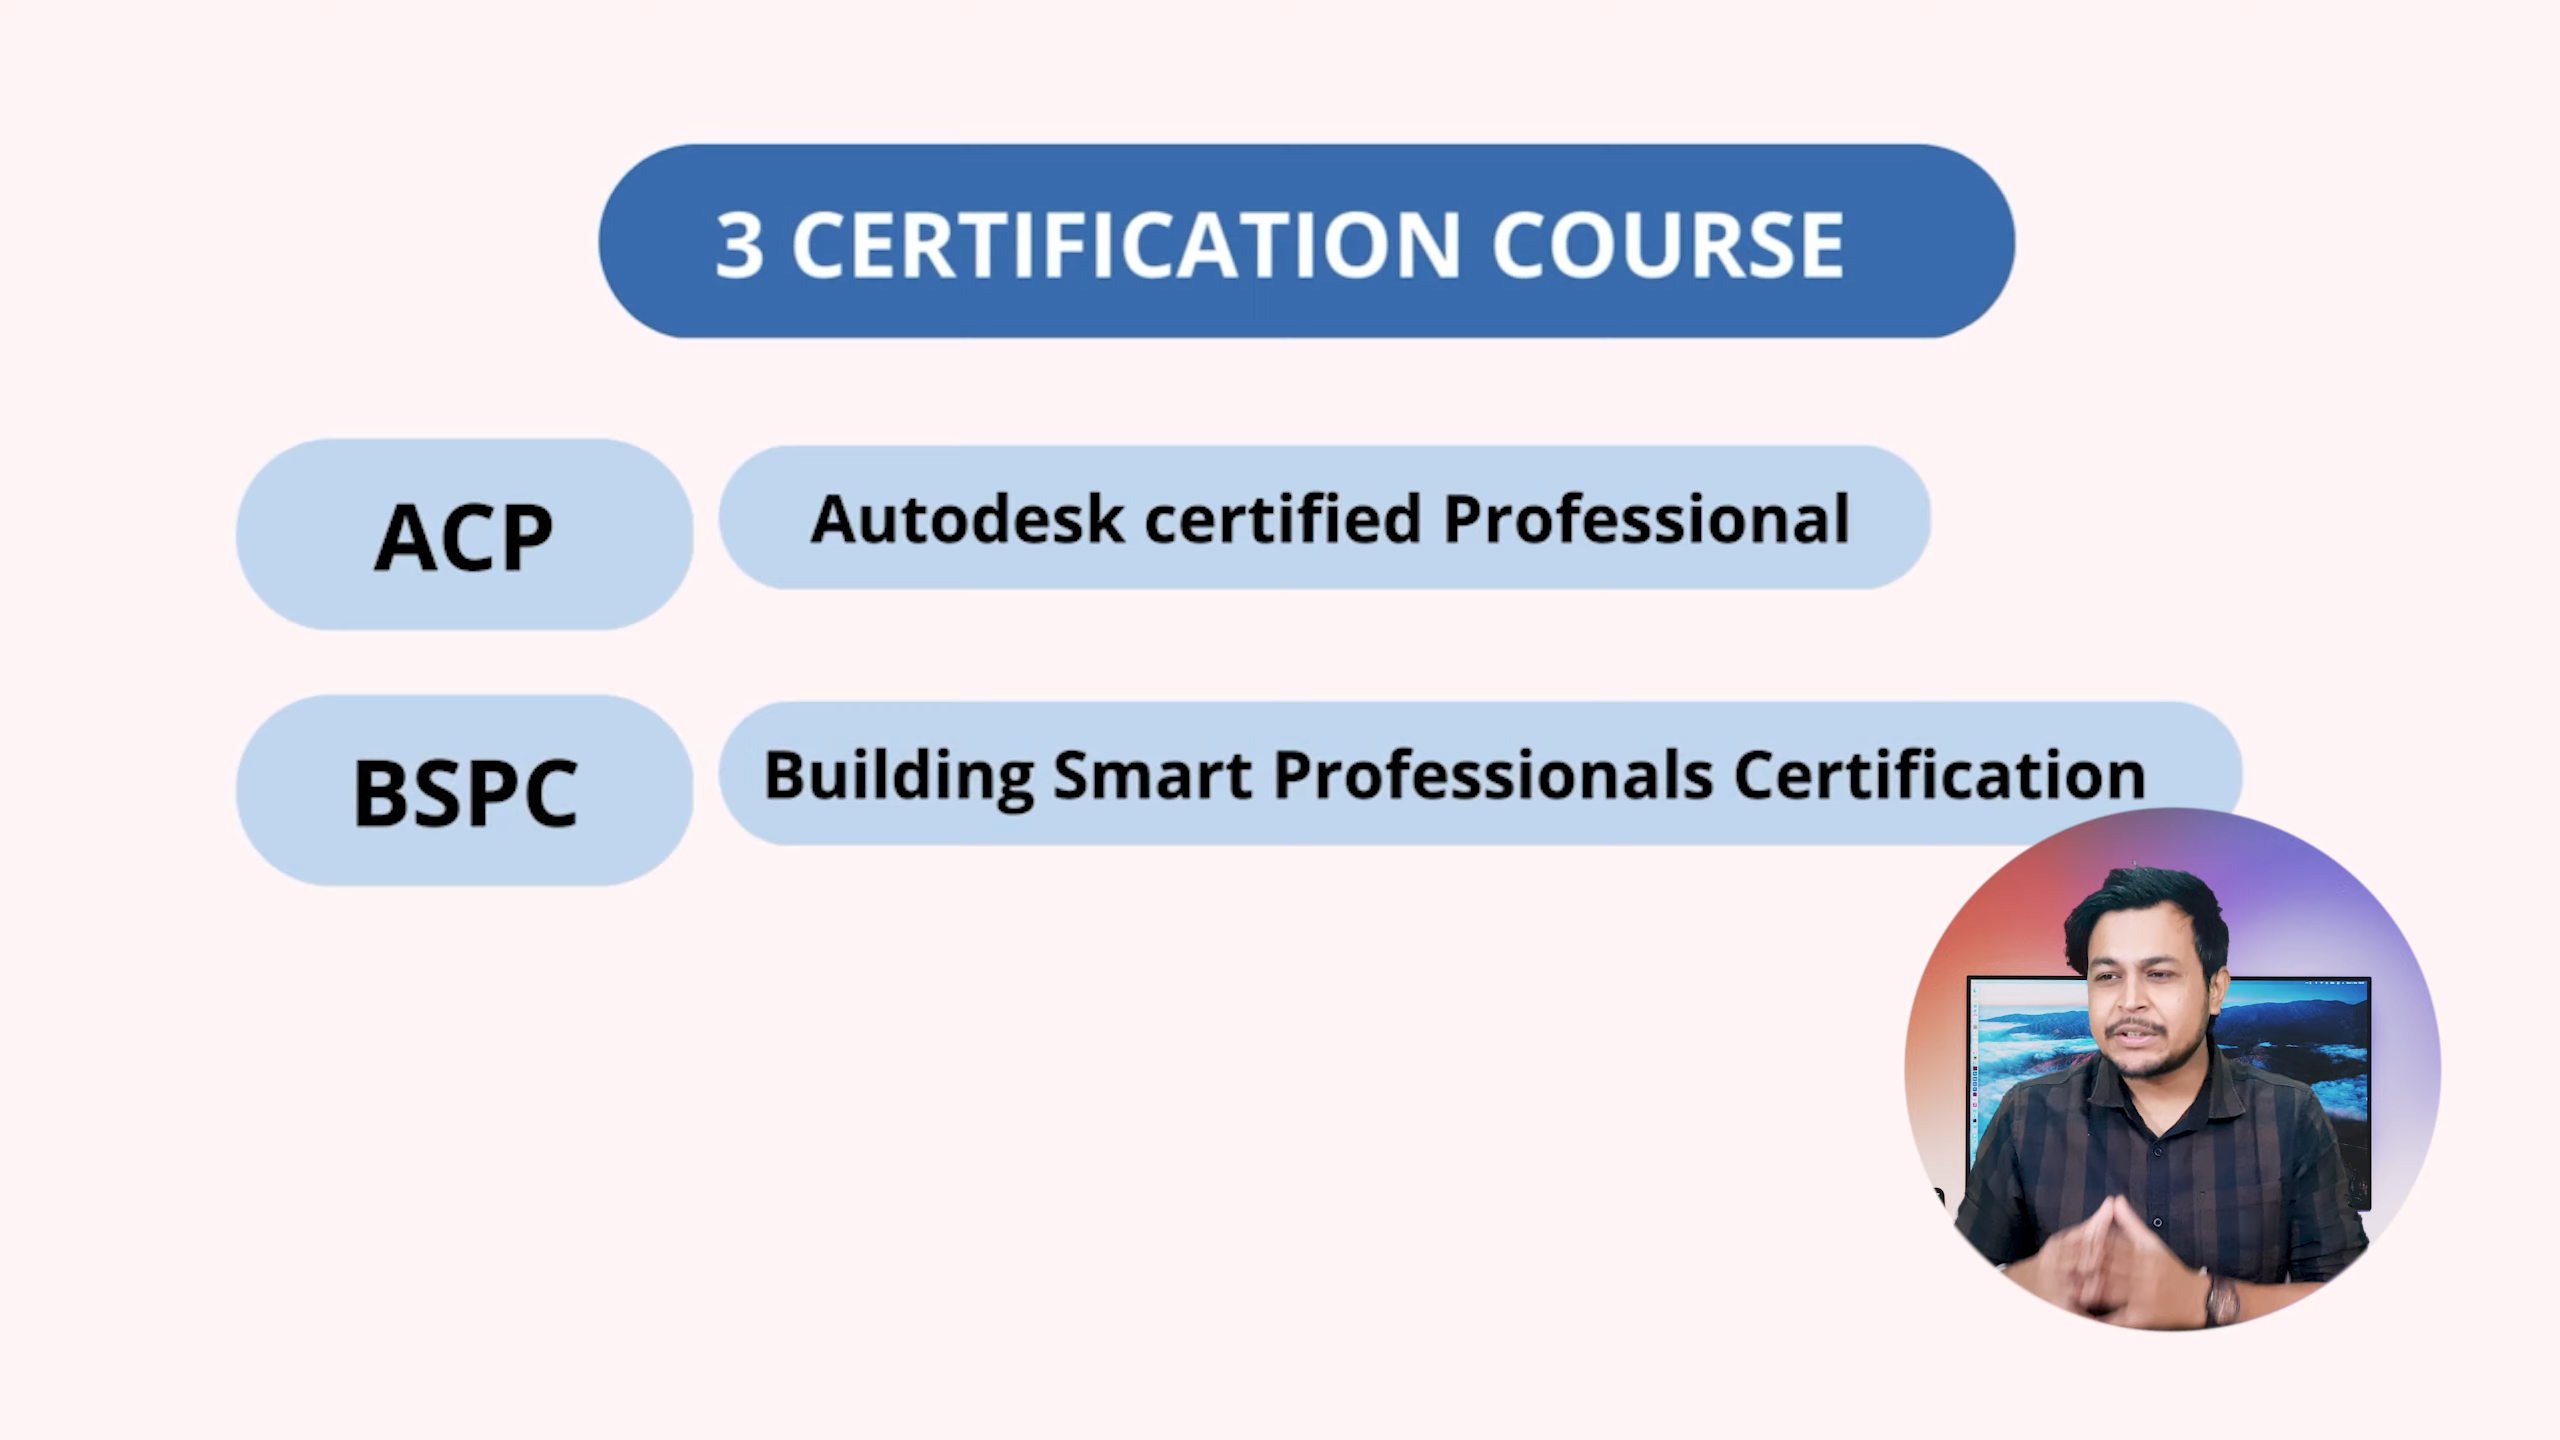 3 CERTIFICATION COURSE
ACP
Autodesk certified Professional
BSPC
Building Smart Professionals Certification